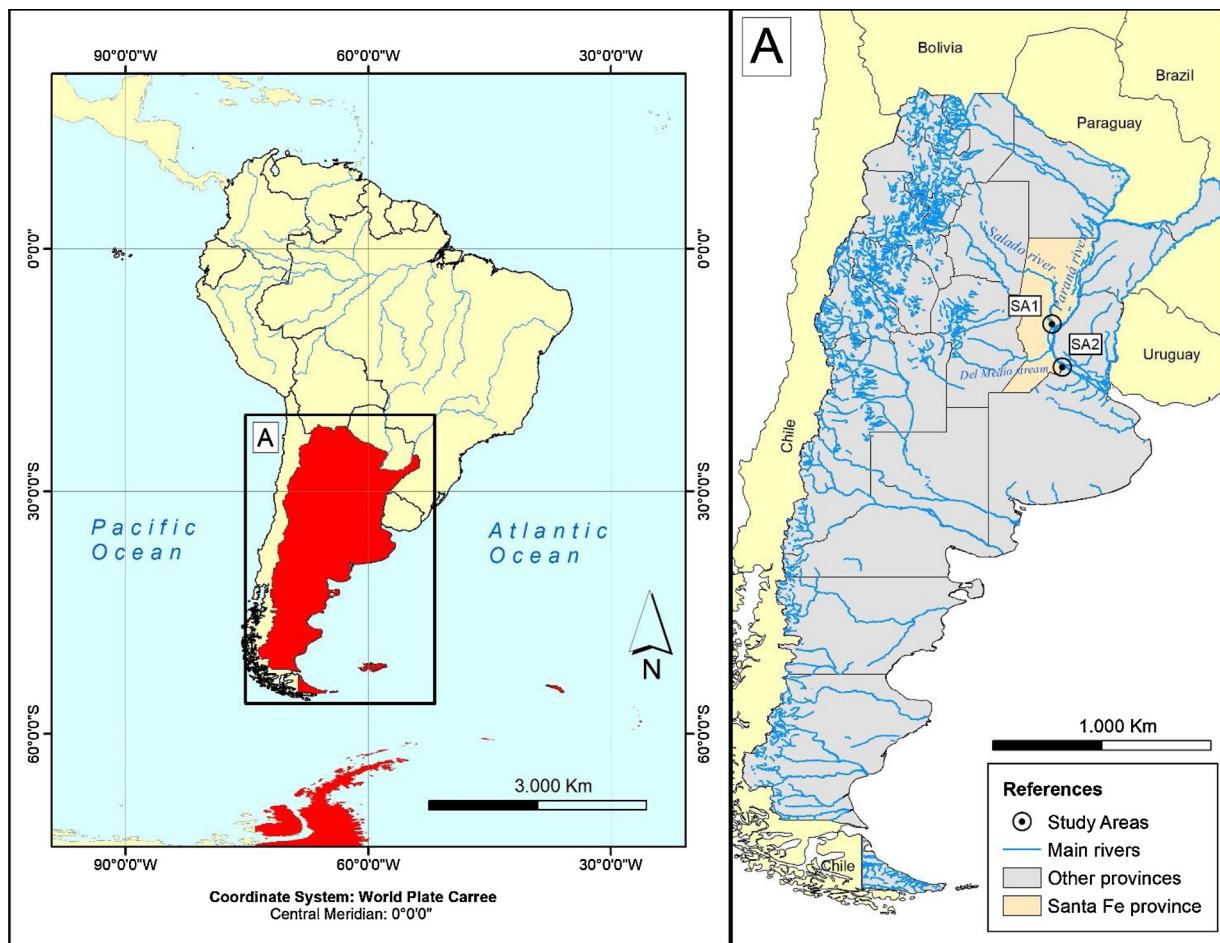 90°0'0"W
60°0'0"W
30°0'0"W
0°0'0"
30°0'0"S
60°0'0"S
0°0'0"
30°0'0"S
60°0'0"S
A
Pacific
Ocean
Atlantic
Ocean
N
3.000 Km
90°0'0"W
60°0'0"W
30°0'0"W
Coordinate System: World Plate Carree
Central Meridian: 0°0'0"
A
Bolivia
Brazil
Paraguay
Salado river
Paraná river
SA1
SA2
Uruguay
Del Medio stream
Chile
1.000 Km
Chile
References
Study Areas
Main rivers
Other provinces
Santa Fe province